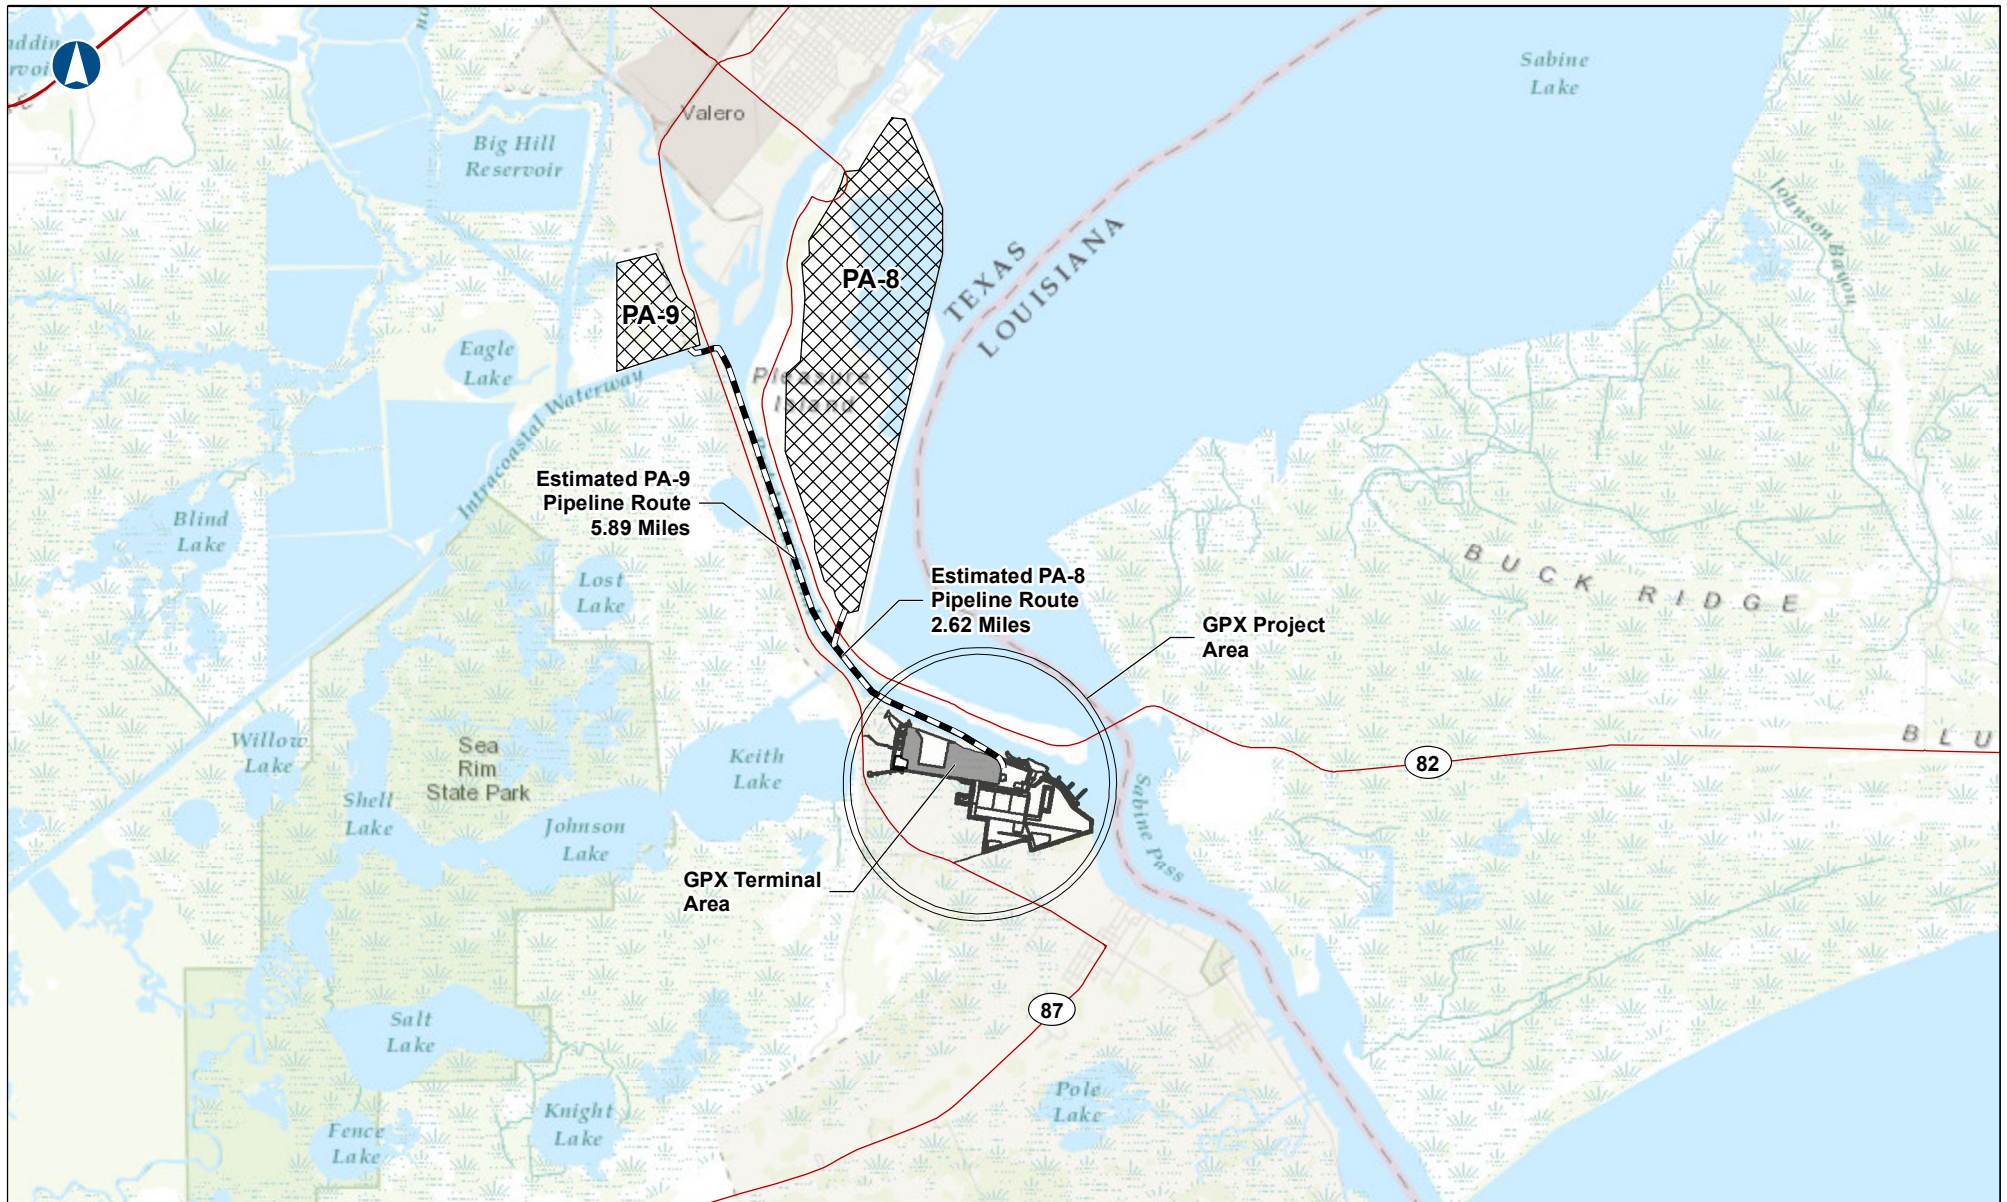 Sabine
Lake
Valero
Big Hill
Reservoir
Johnson Bayou
TEXAS
LOUISIANA
PA-8
PA-9
Eagle
Lake
Pleasure
Island
Intracoastal Waterway
Estimated PA-9
Pipeline Route
5.89 Miles
Blind
Lake
Lost
Lake
BUCK RIDGE
Estimated PA-8
Pipeline Route
2.62 Miles
GPX Project
Area
Willow
Lake
Sea
Rim
State Park
Keith
Lake
82
BLU
Shell
Lake
Johnson
Lake
Sabine Pass
GPX Terminal
Area
87
Salt
Lake
Knight
Lake
Pole
Lake
Fence
Lake